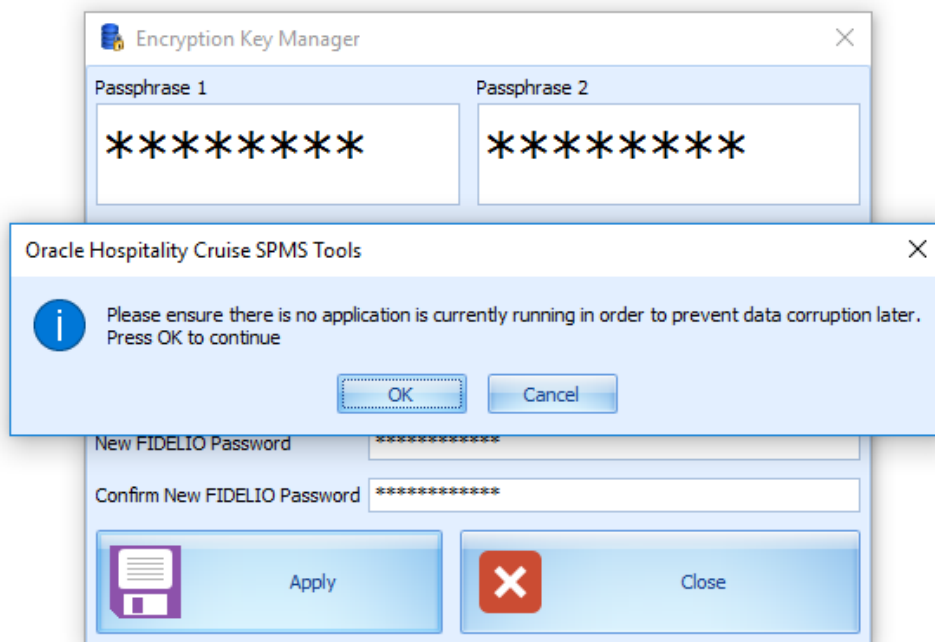 Encryption Key Manager
Passphrase 1 Passphrase 2
******** ********
Oracle Hospitality Cruise SPMS Tools
Please ensure there is no application is currently running in order to prevent data corruption later.
Press OK to continue
OK Cancel
New FIDELIO Password ************
Confirm New FIDELIO Password ************
Apply Close